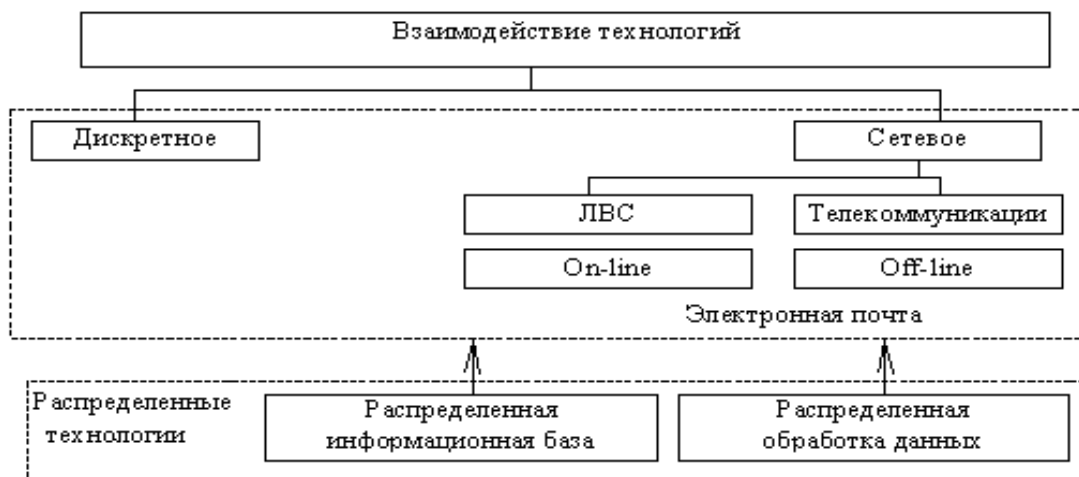 Взаимодействие технологий
Дискретное
Сетевое
ЛВС
Телекоммуникации
On-line
Off-line
Электронная почта
Распределенные
технологии
Распределенная
информационная база
Распределенная
обработка данных